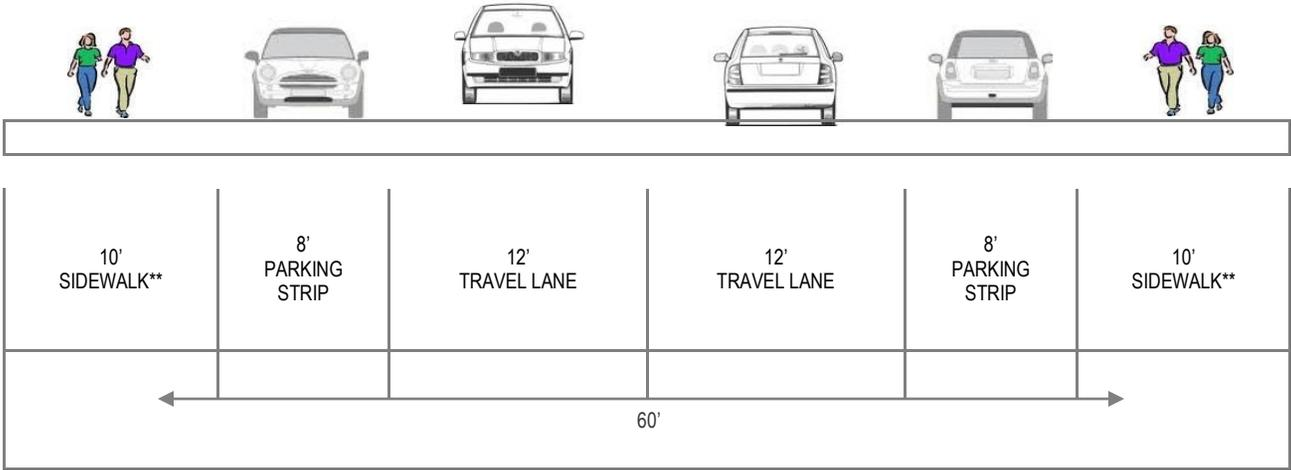 10’
SIDEWALK**
8’
PARKING
STRIP
12’
TRAVEL LANE
12’
TRAVEL LANE
8’
PARKING
STRIP
10’
SIDEWALK**
60’